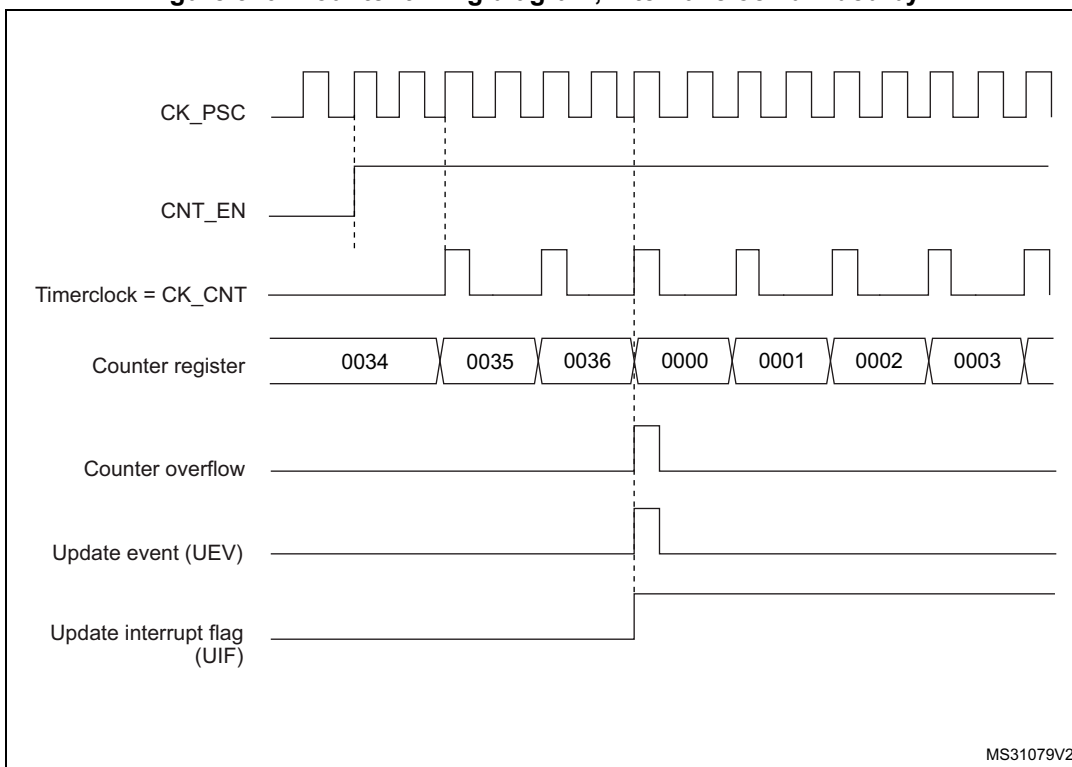 CK_PSC
CNT_EN
Timerclock = CK_CNT
Counter register
0034
0035
0036
0000
0001
0002
0003
Counter overflow
Update event (UEV)
Update interrupt flag
(UIF)
MS31079V2